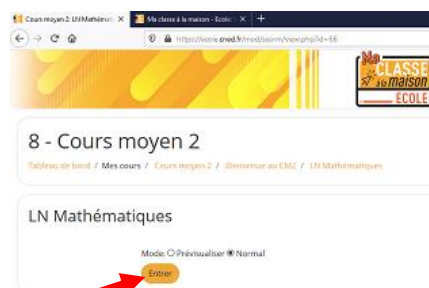 Cours moyen 2: LN Mathémat
Ma classe à la maison - Ecole:
https://ecole.cned.fr/mod/scorm/view.php?id=66
Ma
CLASSE
à la maison
ÉCOLE
8 - Cours moyen 2
Tableau de bord / Mes cours / Cours moyen 2 / Bienvenue au CM2 / LN Mathématiques
LN Mathématiques
Mode: Prévisualiser Normal
Entrer